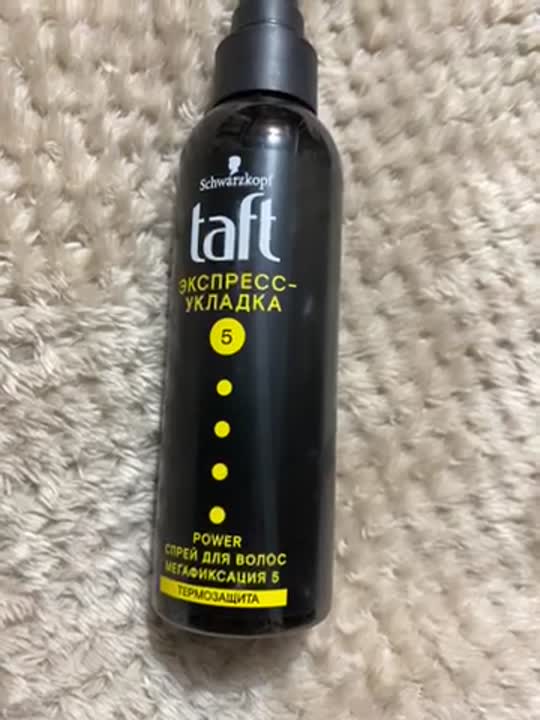 Schwarzkopf
taft
ЭКСПРЕСС-
УКЛАДКА
5
POWER
СПРЕЙ ДЛЯ ВОЛОС
МЕГАФИКСАЦИЯ 5
ТЕРМОЗАЩИТА